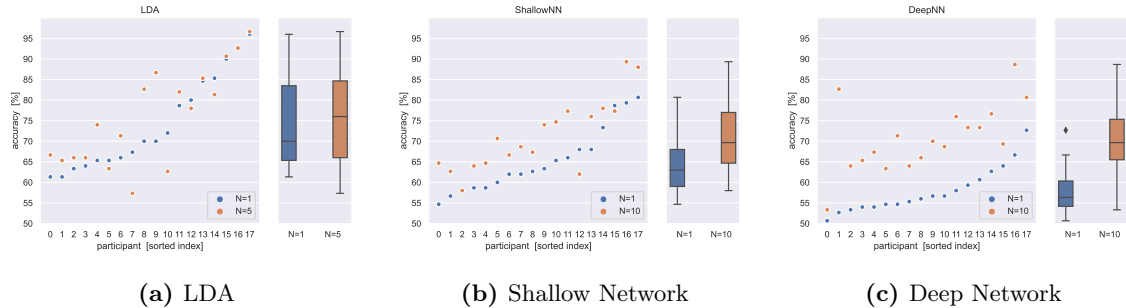 LDA
accuracy [%]
95
90
85
80
75
70
65
60
55
50
N=1
N=5
0 1 2 3 4 5 6 7 8 9 10 11 12 13 14 15 16 17
participant [sorted index]
N=1 N=5
(a) LDA
ShallowNN
accuracy [%]
95
90
85
80
75
70
65
60
55
50
N=1
N=10
0 1 2 3 4 5 6 7 8 9 10 11 12 13 14 15 16 17
participant [sorted index]
N=1 N=10
(b) Shallow Network
DeepNN
accuracy [%]
95
90
85
80
75
70
65
60
55
50
N=1
N=10
0 1 2 3 4 5 6 7 8 9 10 11 12 13 14 15 16 17
participant [sorted index]
N=1 N=10
(c) Deep Network